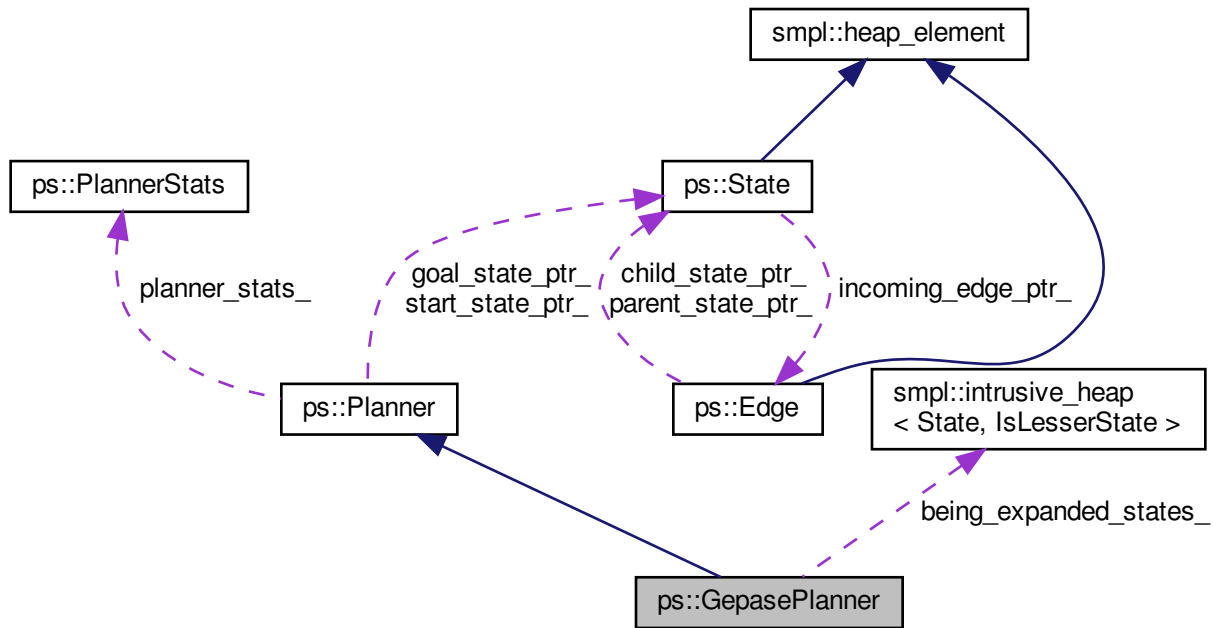 smpl::heap_element
ps::PlannerStats
ps::State
planner_stats_
goal_state_ptr_
start_state_ptr_
child_state_ptr_
parent_state_ptr_
incoming_edge_ptr_
ps::Planner
ps::Edge
smpl::intrusive_heap
< State, IsLesserState >
being_expanded_states_
ps::GepasePlanner